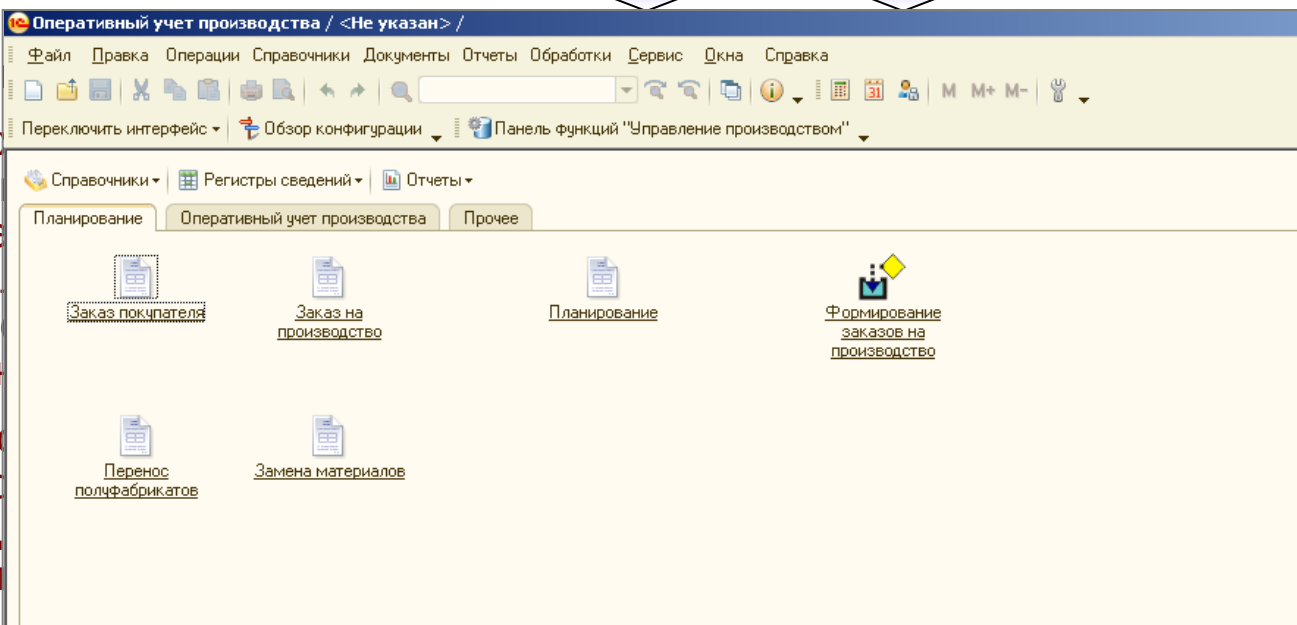 Оперативный учет производства / <Не указан> /
Файл Правка Операции Справочники Документы Отчеты Обработки Сервис Окна Справка
31 M M+ M-
Переключить интерфейс Обзор конфигурации Панель функций "Управление производством"
Справочники Регистры сведений Отчеты
Планирование Оперативный учет производства Прочее
Заказ покупателя
Заказ на
производство
Планирование
Формирование
заказов на
производство
Перенос
полуфабрикатов
Замена материалов